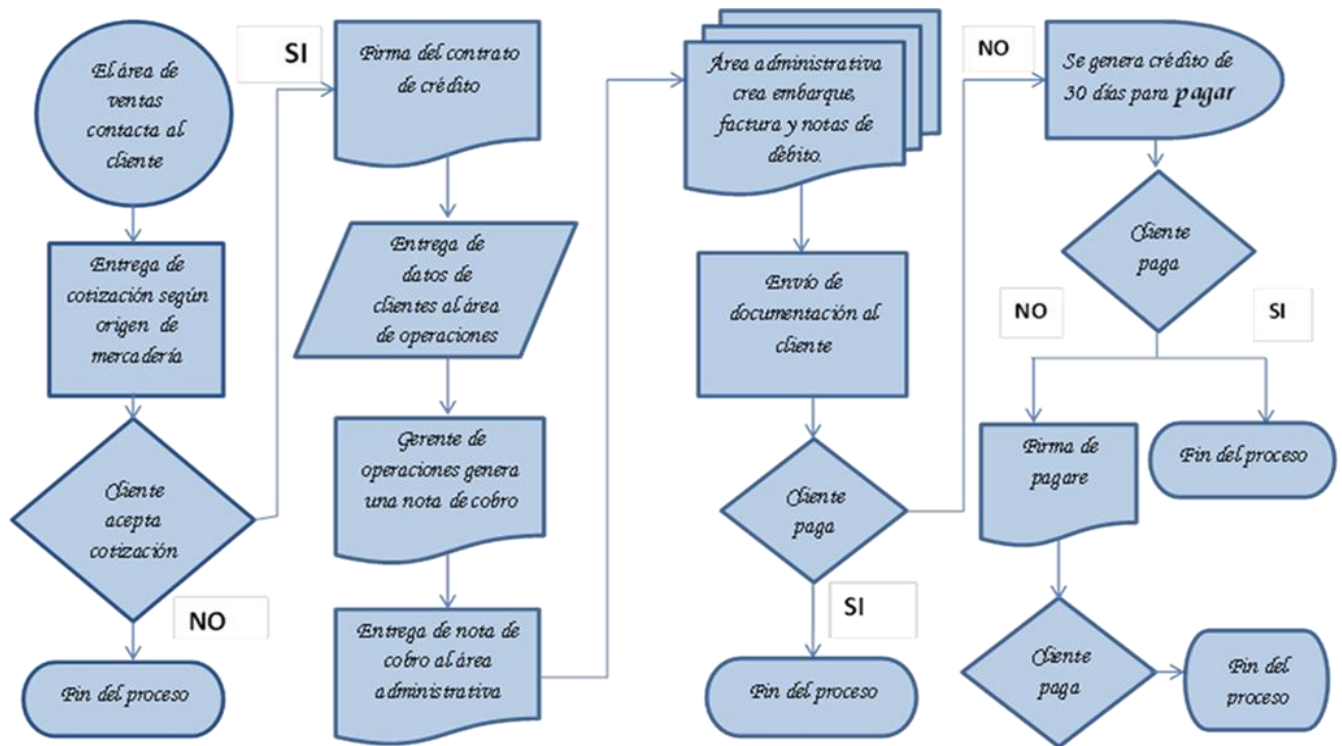 El área de
ventas
contacta al
cliente
Entrega de
cotización según
origen de
mercadería
Cliente
acepta
cotización
SI
NO
Fin del proceso
Firma del contrato
de crédito
Entrega de
datos de
clientes al área
de operaciones
Gerente de
operaciones genera
una nota de cobro
Entrega de nota de
cobro al área
administrativa
Área administrativa
crea embarque,
factura y notas de
débito.
Envío de
documentación al
cliente
Cliente
paga
NO
SI
Fin del proceso
Se genera crédito de
30 días para pagar
Cliente
paga
NO
SI
Firma de
pagare
Fin del proceso
Cliente
paga
Fin del
proceso